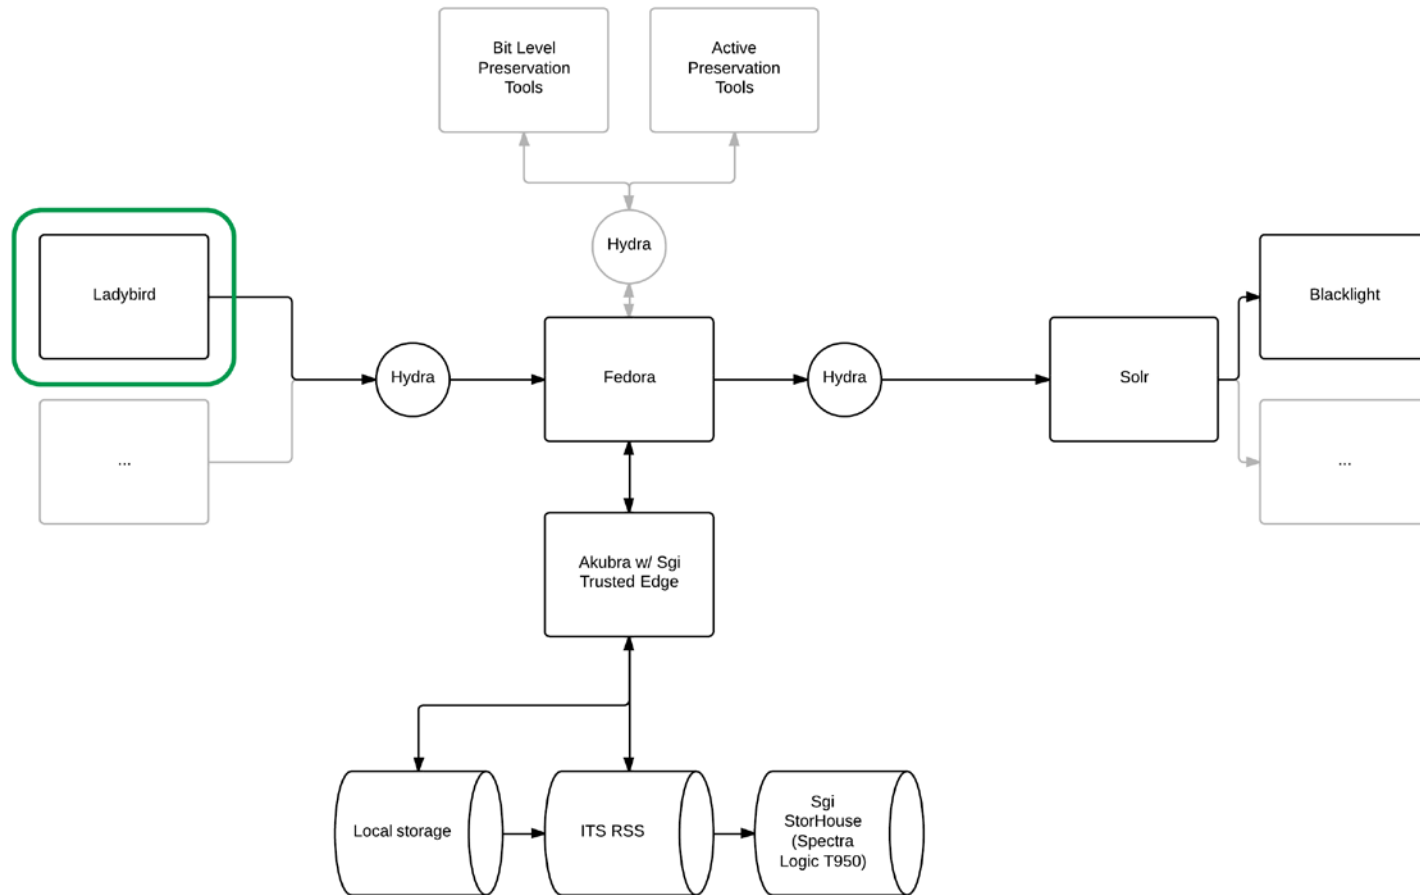 Bit Level
Preservation
Tools
Active
Preservation
Tools
Hydra
Ladybird
Blacklight
Hydra
Fedora
Hydra
Solr
...
...
Akubra w/ Sgi
Trusted Edge
Local storage
ITS RSS
Sgi
StorHouse
(Spectra
Logic T950)